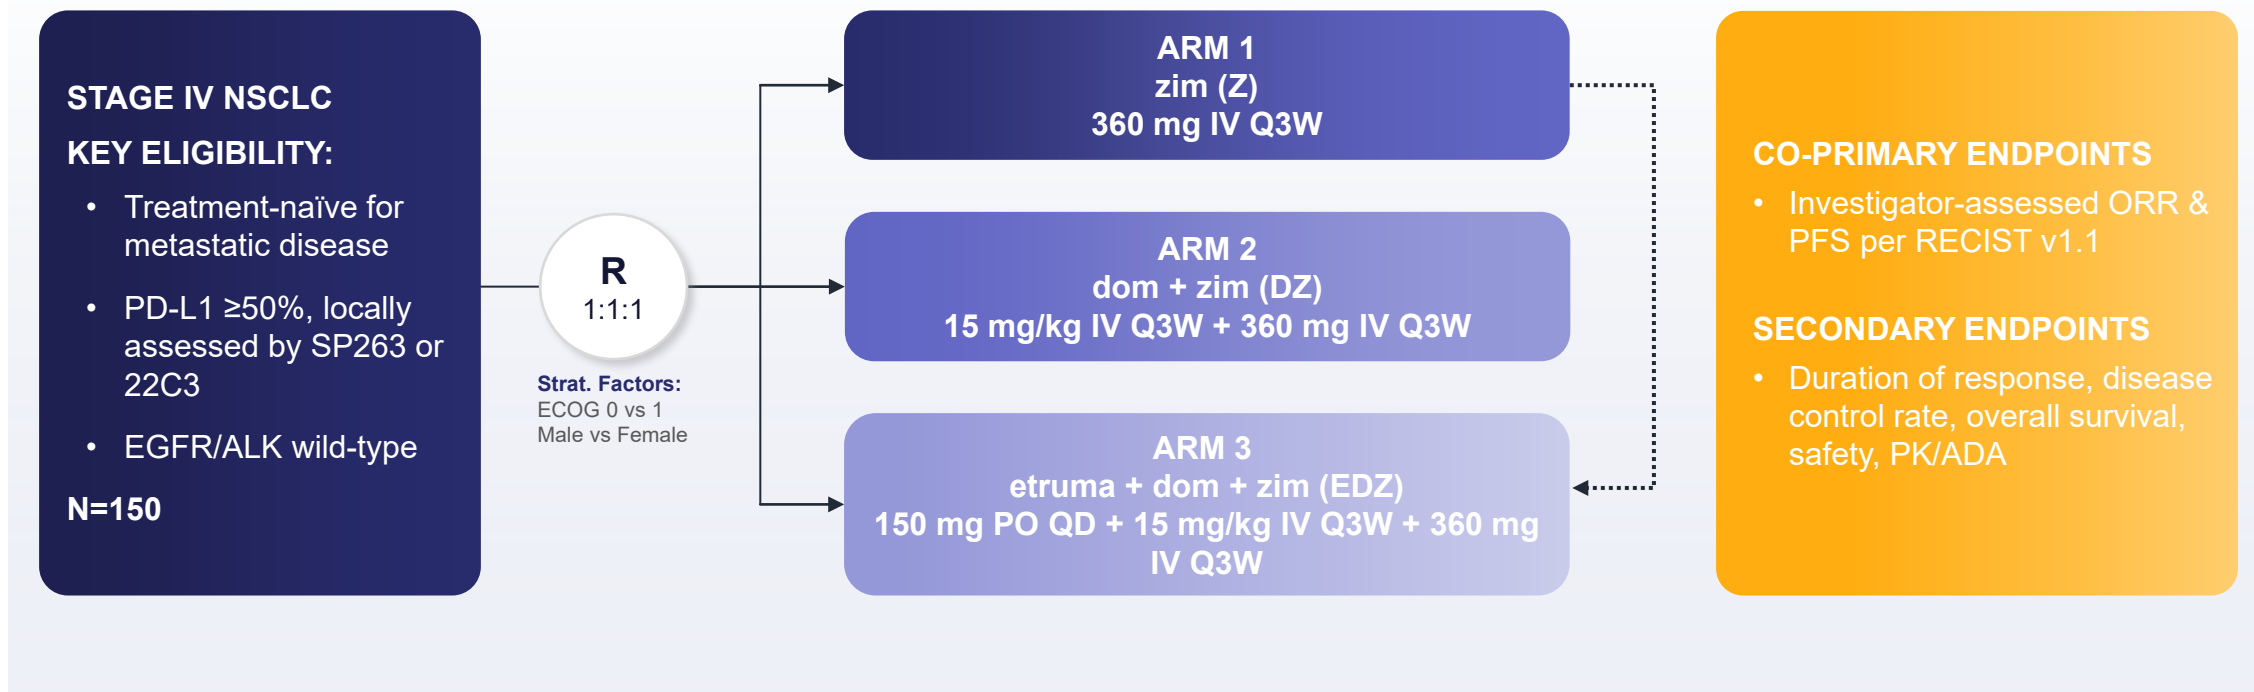 STAGE IV NSCLC
KEY ELIGIBILITY:
• Treatment-naïve for
metastatic disease
• PD-L1 ≥50%, locally
assessed by SP263 or
22C3
• EGFR/ALK wild-type
N=150
R
1:1:1
Strat. Factors:
ECOG 0 vs 1
Male vs Female
ARM 1
zim (Z)
360 mg IV Q3W
ARM 2
dom + zim (DZ)
15 mg/kg IV Q3W + 360 mg IV Q3W
ARM 3
etruma + dom + zim (EDZ)
150 mg PO QD + 15 mg/kg IV Q3W + 360 mg
IV Q3W
CO-PRIMARY ENDPOINTS
• Investigator-assessed ORR &
PFS per RECIST v1.1
SECONDARY ENDPOINTS
• Duration of response, disease
control rate, overall survival,
safety, PK/ADA